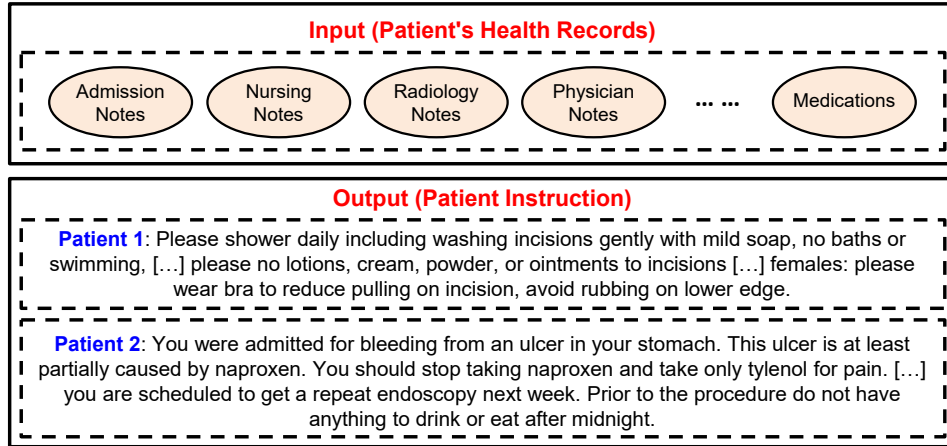 Input (Patient's Health Records)
Admission Notes
Nursing Notes
Radiology Notes
Physician Notes
... ...
Medications
Output (Patient Instruction)
Patient 1: Please shower daily including washing incisions gently with mild soap, no baths or
swimming, […] please no lotions, cream, powder, or ointments to incisions […] females: please
wear bra to reduce pulling on incision, avoid rubbing on lower edge.
Patient 2: You were admitted for bleeding from an ulcer in your stomach. This ulcer is at least
partially caused by naproxen. You should stop taking naproxen and take only tylenol for pain. […]
you are scheduled to get a repeat endoscopy next week. Prior to the procedure do not have
anything to drink or eat after midnight.